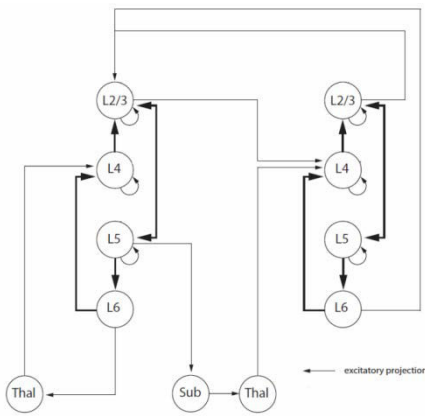 L2/3
L2/3
L4
L4
L5
L5
L6
L6
excitatory projection
Thal
Sub
Thal